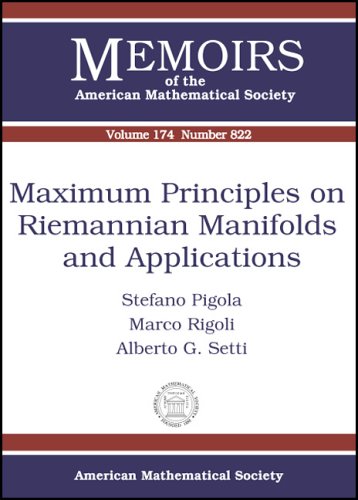 MEMOIRS
of the
American Mathematical Society
Volume 174 Number 822
Maximum Principles on
Riemannian Manifolds
and Applications
Stefano Pigola
Marco Rigoli
Alberto G. Setti
American Mathematical Society